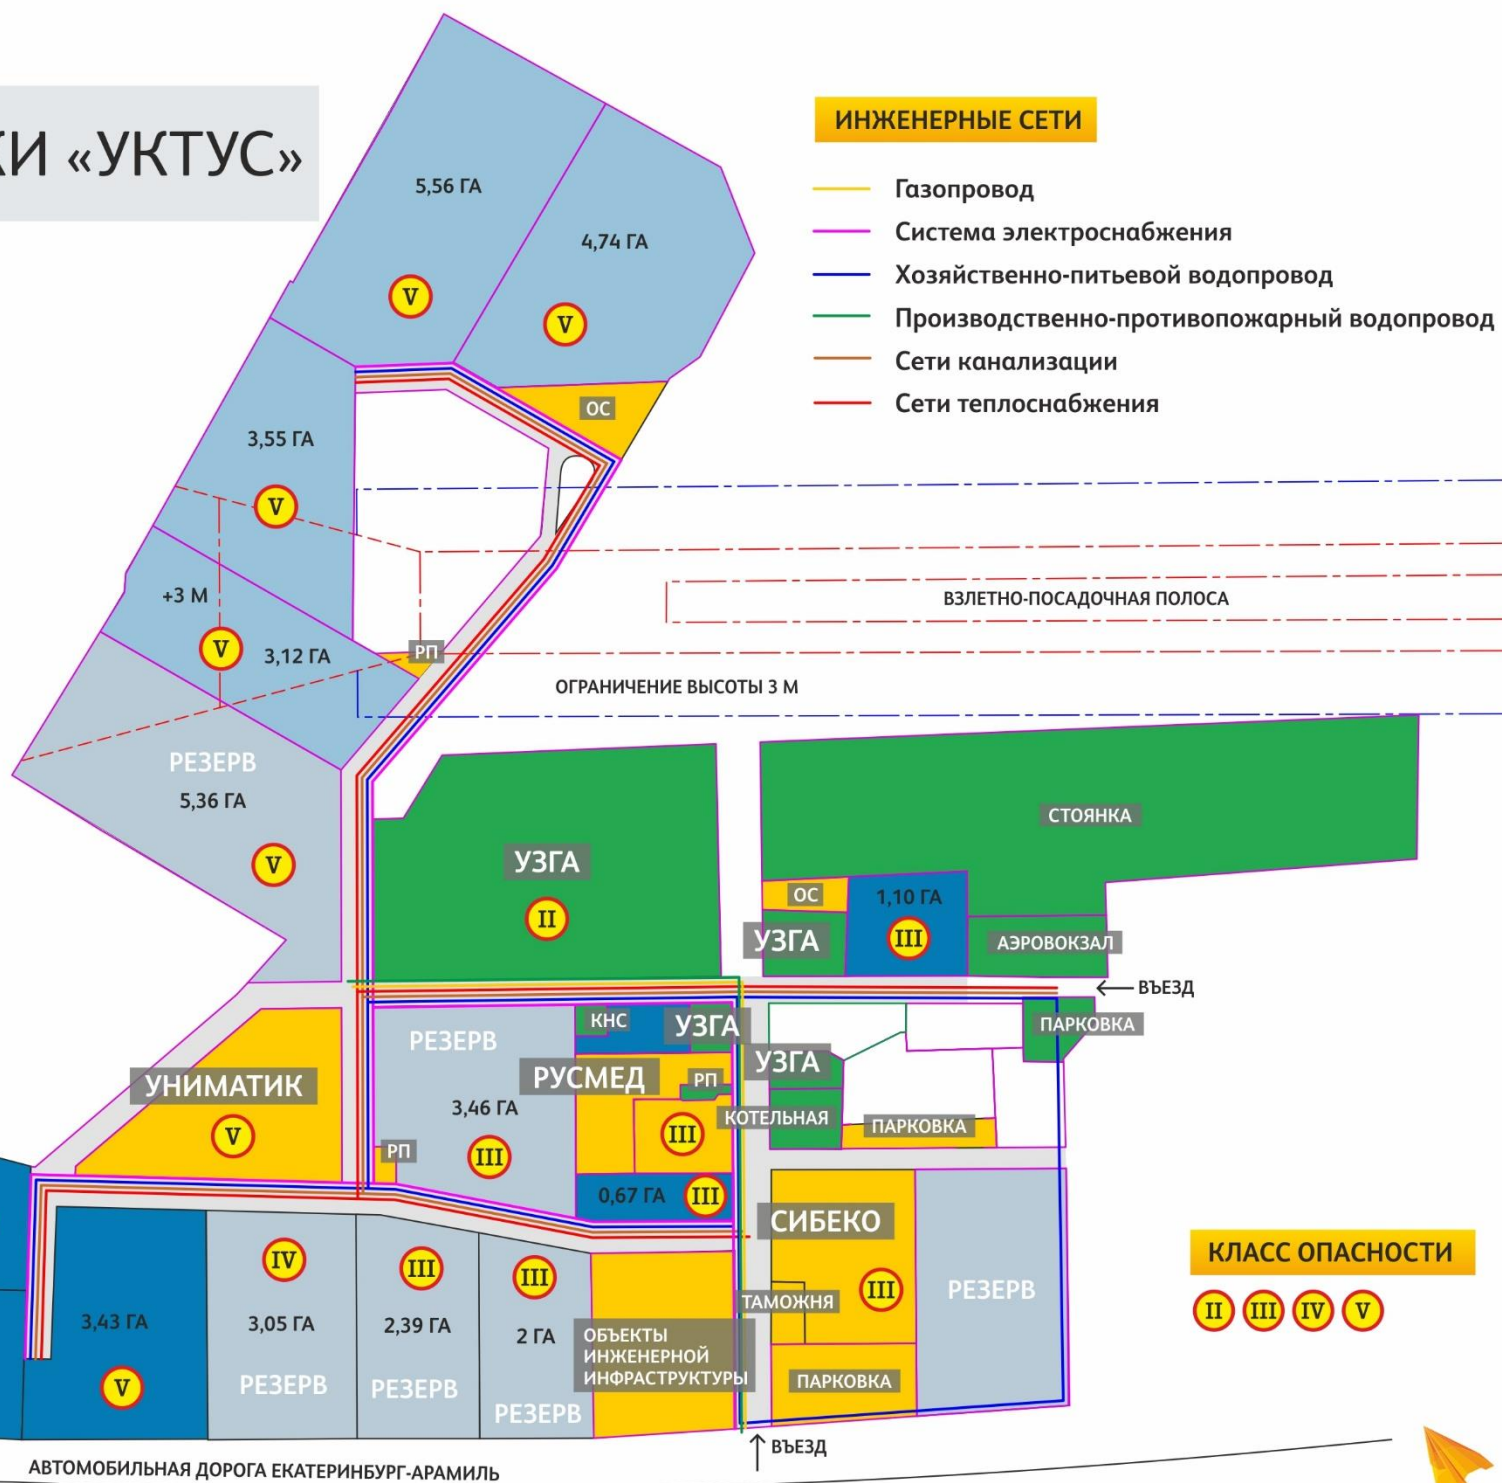 КИ «УКТУС»
ИНЖЕНЕРНЫЕ СЕТИ
Газопровод
Система электроснабжения
Хозяйственно-питьевой водопровод
Производственно-противопожарный водопровод
Сети канализации
Сети теплоснабжения
5,56 ГА
V
4,74 ГА
V
ОС
3,55 ГА
V
+3 М
V
3,12 ГА
РП
ВЗЛЕТНО-ПОСАДОЧНАЯ ПОЛОСА
ОГРАНИЧЕНИЕ ВЫСОТЫ 3 М
РЕЗЕРВ
5,36 ГА
V
УЗГА
II
СТОЯНКА
ОС
1,10 ГА
III
УЗГА
АЭРОВОКЗАЛ
ВЪЕЗД
КНС
УЗГА
ПАРКОВКА
РЕЗЕРВ
3,46 ГА
III
РП
УНИМАТИК
V
РУСМЕД
РП
III
УЗГА
КОТЕЛЬНАЯ
ПАРКОВКА
0,67 ГА
III
СИБЕКО
III
ТАМОЖНЯ
ПАРКОВКА
РЕЗЕРВ
3,43 ГА
V
IV
3,05 ГА
РЕЗЕРВ
III
2,39 ГА
РЕЗЕРВ
III
2 ГА
РЕЗЕРВ
ОБЪЕКТЫ
ИНЖЕНЕРНОЙ
ИНФРАСТРУКТУРЫ
КЛАСС ОПАСНОСТИ
II III IV V
ВЪЕЗД
АВТОМОБИЛЬНАЯ ДОРОГА ЕКАТЕРИНБУРГ-АРАМИЛЬ